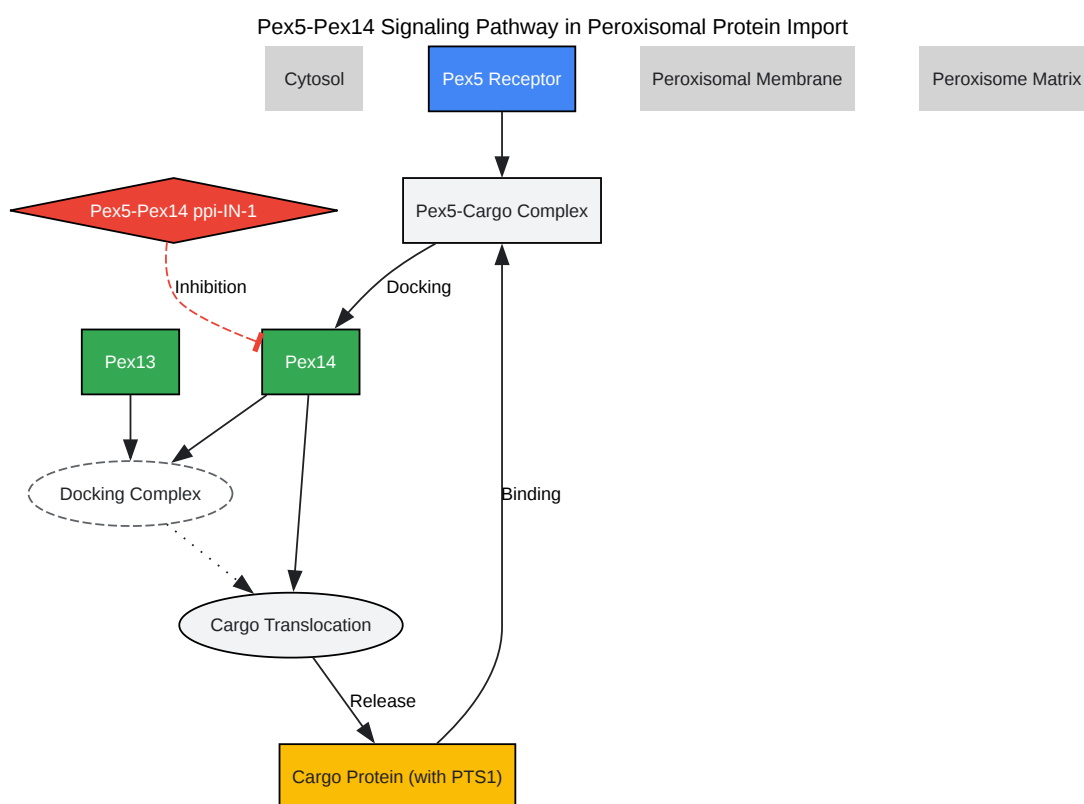 Pex5-Pex14 Signaling Pathway in Peroxisomal Protein Import
Cytosol
Pex5 Receptor
Peroxisomal Membrane
Peroxisome Matrix
Pex5-Pex14 ppi-IN-1
Pex5-Cargo Complex
Inhibition
Docking
Pex13
Pex14
Docking Complex
Binding
Cargo Translocation
Release
Cargo Protein (with PTS1)